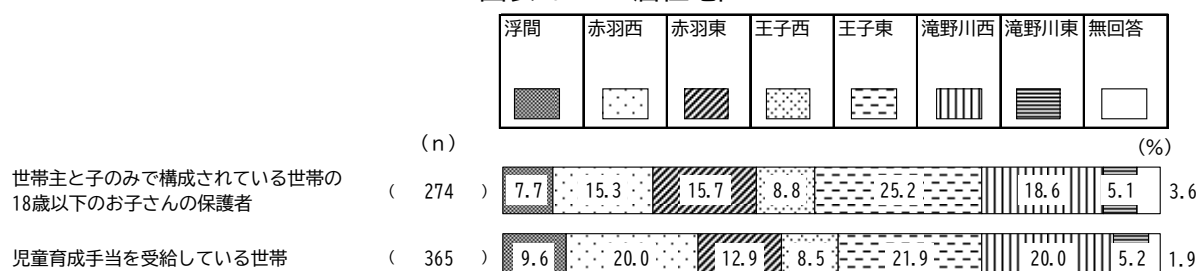 浮間 赤羽西 赤羽東 王子西 王子東 滝野川西 滝野川東 無回答
(n) (%)
世帯主と子のみで構成されている世帯の
18歳以下のお子さんの保護者 ( 274 ) 7.7 15.3 15.7 8.8 25.2 18.6 5.1 3.6
児童育成手当を受給している世帯 ( 365 ) 9.6 20.0 12.9 8.5 21.9 20.0 5.2 1.9